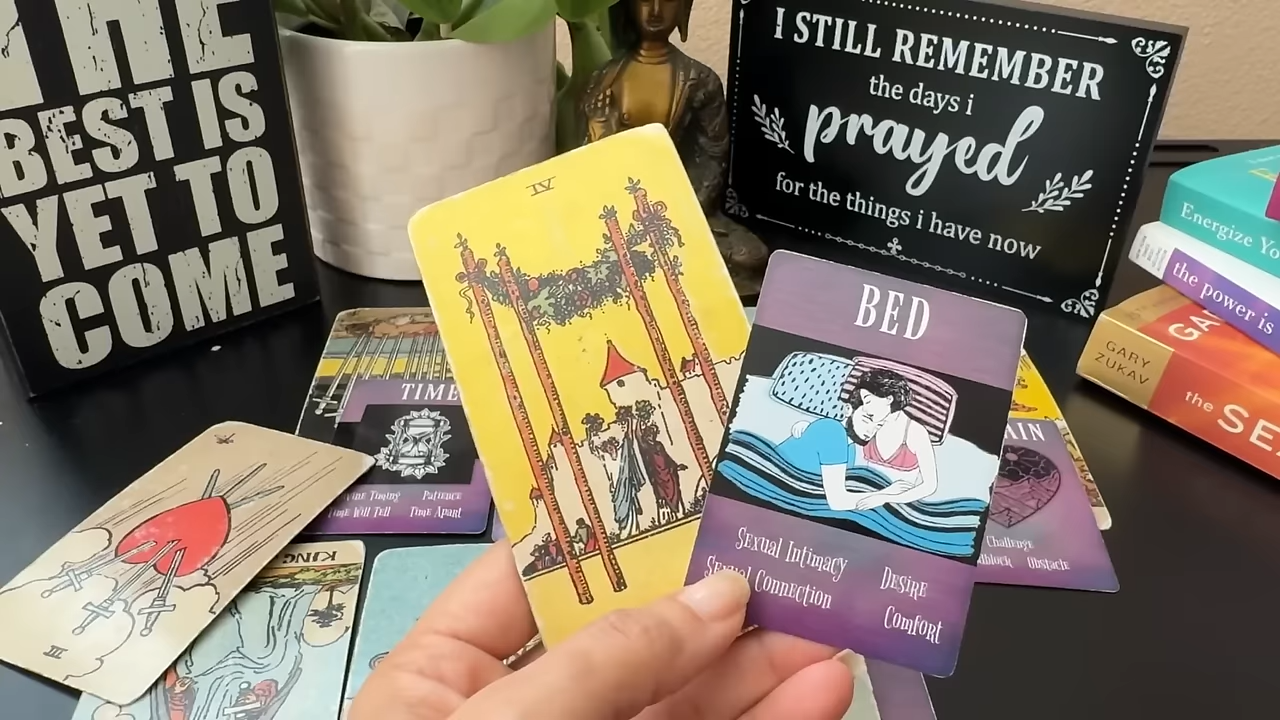 THE
BEST IS
YET TO
COME
I STILL REMEMBER
the days i
prayed
for the things i have now
Energize
the power is
GARY
ZUKAV
the
IV
BED
Sexual Intimacy
Desire
Sexual Connection
Comfort
TIME
Timing
Patience
Time Will Tell
Time Apart
Challenge
Obstacle
III
KING